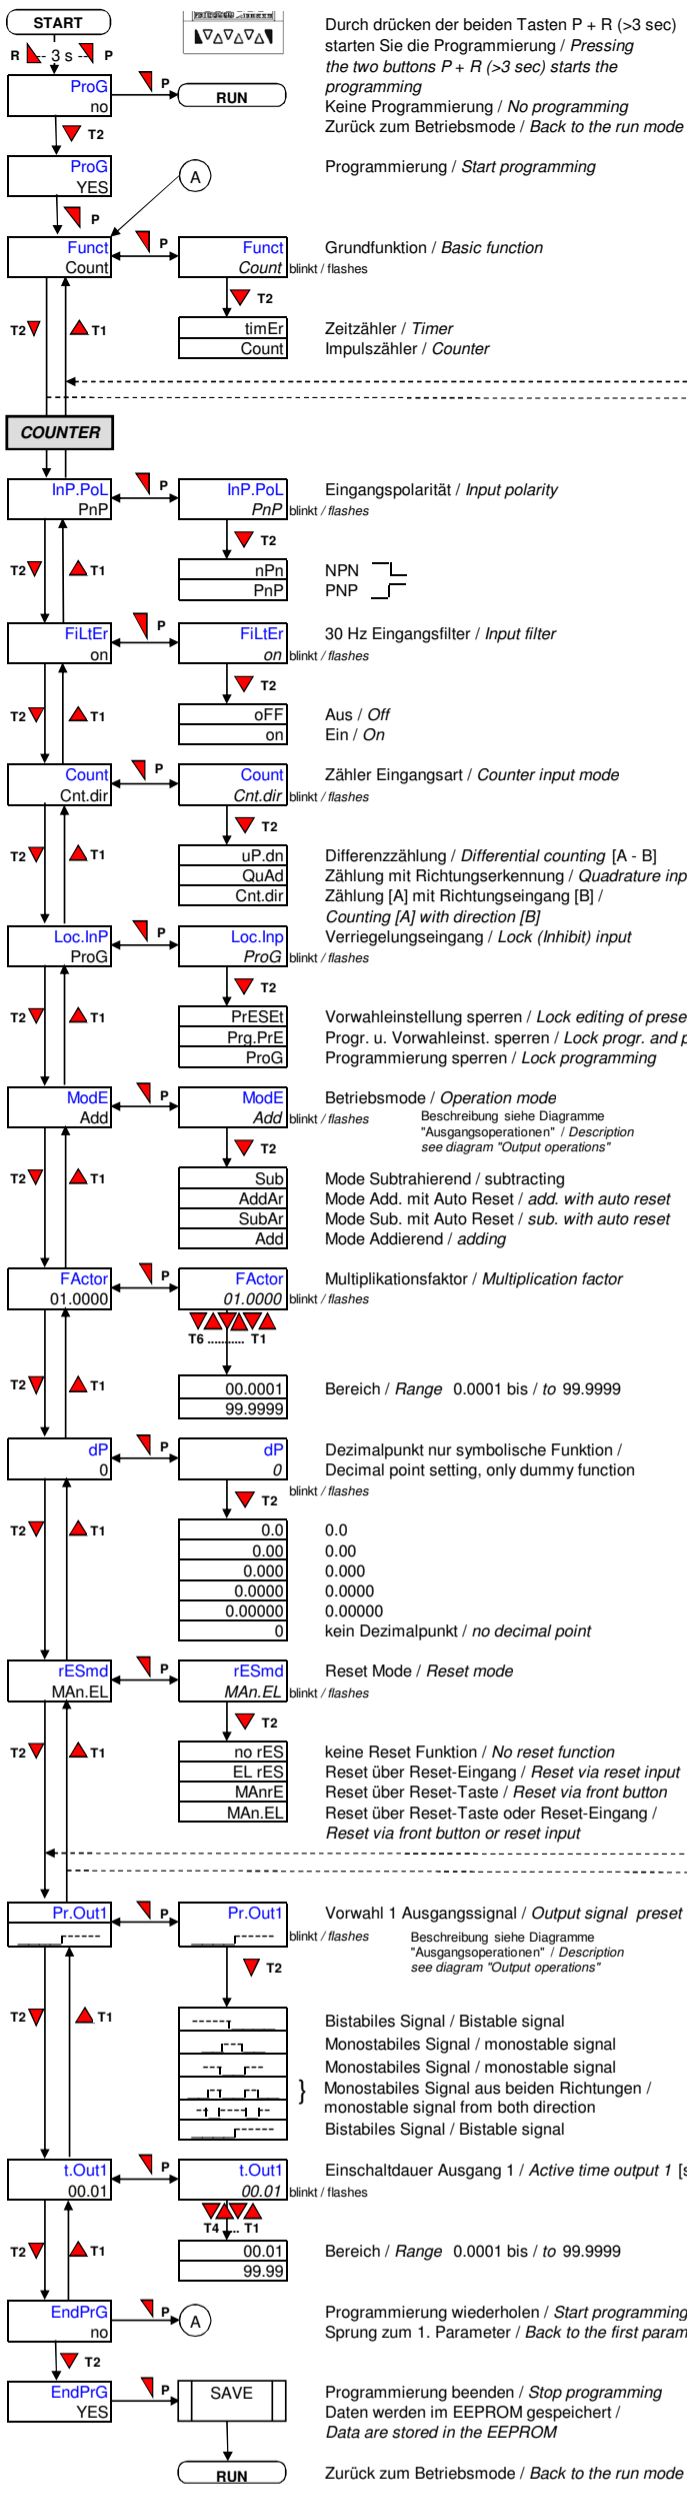 START
Durch drücken der beiden Tasten P + R (>3 sec)
starten Sie die Programmierung / Pressing
the two buttons P + R (>3 sec) starts the
programming
R -- 3 s -- P
ProG
no
P
RUN
Keine Programmierung / No programming
Zurück zum Betriebsmode / Back to the run mode
T2
ProG
YES
A
Programmierung / Start programming
P
Funct
Count
P
Funct
Count blinkt / flashes
Grundfunktion / Basic function
T2
T2 T1
timEr
Count
Zeitzähler / Timer
Impulszähler / Counter
COUNTER
InP.PoL
PnP
P
InP.PoL
PnP blinkt / flashes
Eingangspolarität / Input polarity
T2
T2 T1
nPn
PnP
NPN
PNP
FiLtEr
on
P
FiLtEr
on blinkt / flashes
30 Hz Eingangsfilter / Input filter
T2
T2 T1
oFF
on
Aus / Off
Ein / On
Count
Cnt.dir
P
Count
Cnt.dir blinkt / flashes
Zähler Eingangsart / Counter input mode
T2
T2 T1
uP.dn
QuAd
Cnt.dir
Differenzzählung / Differential counting [A - B]
Zählung mit Richtungserkennung / Quadrature inp
Zählung [A] mit Richtungseingang [B] /
Counting [A] with direction [B]
Loc.InP
ProG
P
Loc.Inp
ProG blinkt / flashes
Verriegelungseingang / Lock (Inhibit) input
T2
T2 T1
PrESEt
Prg.PrE
ProG
Vorwahleinstellung sperren / Lock editing of prese
Progr. u. Vorwahleinst. sperren / Lock progr. and p
Programmierung sperren / Lock programming
ModE
Add
P
ModE
Add blinkt / flashes
Betriebsmode / Operation mode
Beschreibung siehe Diagramme
"Ausgangsoperationen" / Description
see diagram "Output operations"
T2
T2 T1
Sub
AddAr
SubAr
Add
Mode Subtrahierend / subtracting
Mode Add. mit Auto Reset / add. with auto reset
Mode Sub. mit Auto Reset / sub. with auto reset
Mode Addierend / adding
FActor
01.0000
P
FActor
01.0000 blinkt / flashes
Multiplikationsfaktor / Multiplication factor
T6 ........... T1
T2 T1
00.0001
99.9999
Bereich / Range 0.0001 bis / to 99.9999
dP
0
P
dP
0
blinkt / flashes
Dezimalpunkt nur symbolische Funktion /
Decimal point setting, only dummy function
T2
T2 T1
0.0
0.00
0.000
0.0000
0.00000
0
0.0
0.00
0.000
0.0000
0.00000
kein Dezimalpunkt / no decimal point
rESmd
MAn.EL
P
rESmd
MAn.EL blinkt / flashes
Reset Mode / Reset mode
T2
T2 T1
no rES
EL rES
MAnrE
MAn.EL
keine Reset Funktion / No reset function
Reset über Reset-Eingang / Reset via reset input
Reset über Reset-Taste / Reset via front button
Reset über Reset-Taste oder Reset-Eingang /
Reset via front button or reset input
Pr.Out1
P
Pr.Out1
blinkt / flashes
Vorwahl 1 Ausgangssignal / Output signal preset
Beschreibung siehe Diagramme
"Ausgangsoperationen" / Description
see diagram "Output operations"
T2
T2 T1
Bistabiles Signal / Bistable signal
Monostabiles Signal / monostable signal
Monostabiles Signal / monostable signal
} Monostabiles Signal aus beiden Richtungen /
monostable signal from both direction
Bistabiles Signal / Bistable signal
t.Out1
00.01
P
t.Out1
00.01 blinkt / flashes
Einschaltdauer Ausgang 1 / Active time output 1 [s
T4 ... T1
T2 T1
00.01
99.99
Bereich / Range 0.0001 bis / to 99.9999
EndPrG
no
P
A
Programmierung wiederholen / Start programming
Sprung zum 1. Parameter / Back to the first param
T2
EndPrG
YES
P
SAVE
Programmierung beenden / Stop programming
Daten werden im EEPROM gespeichert /
Data are stored in the EEPROM
RUN
Zurück zum Betriebsmode / Back to the run mode